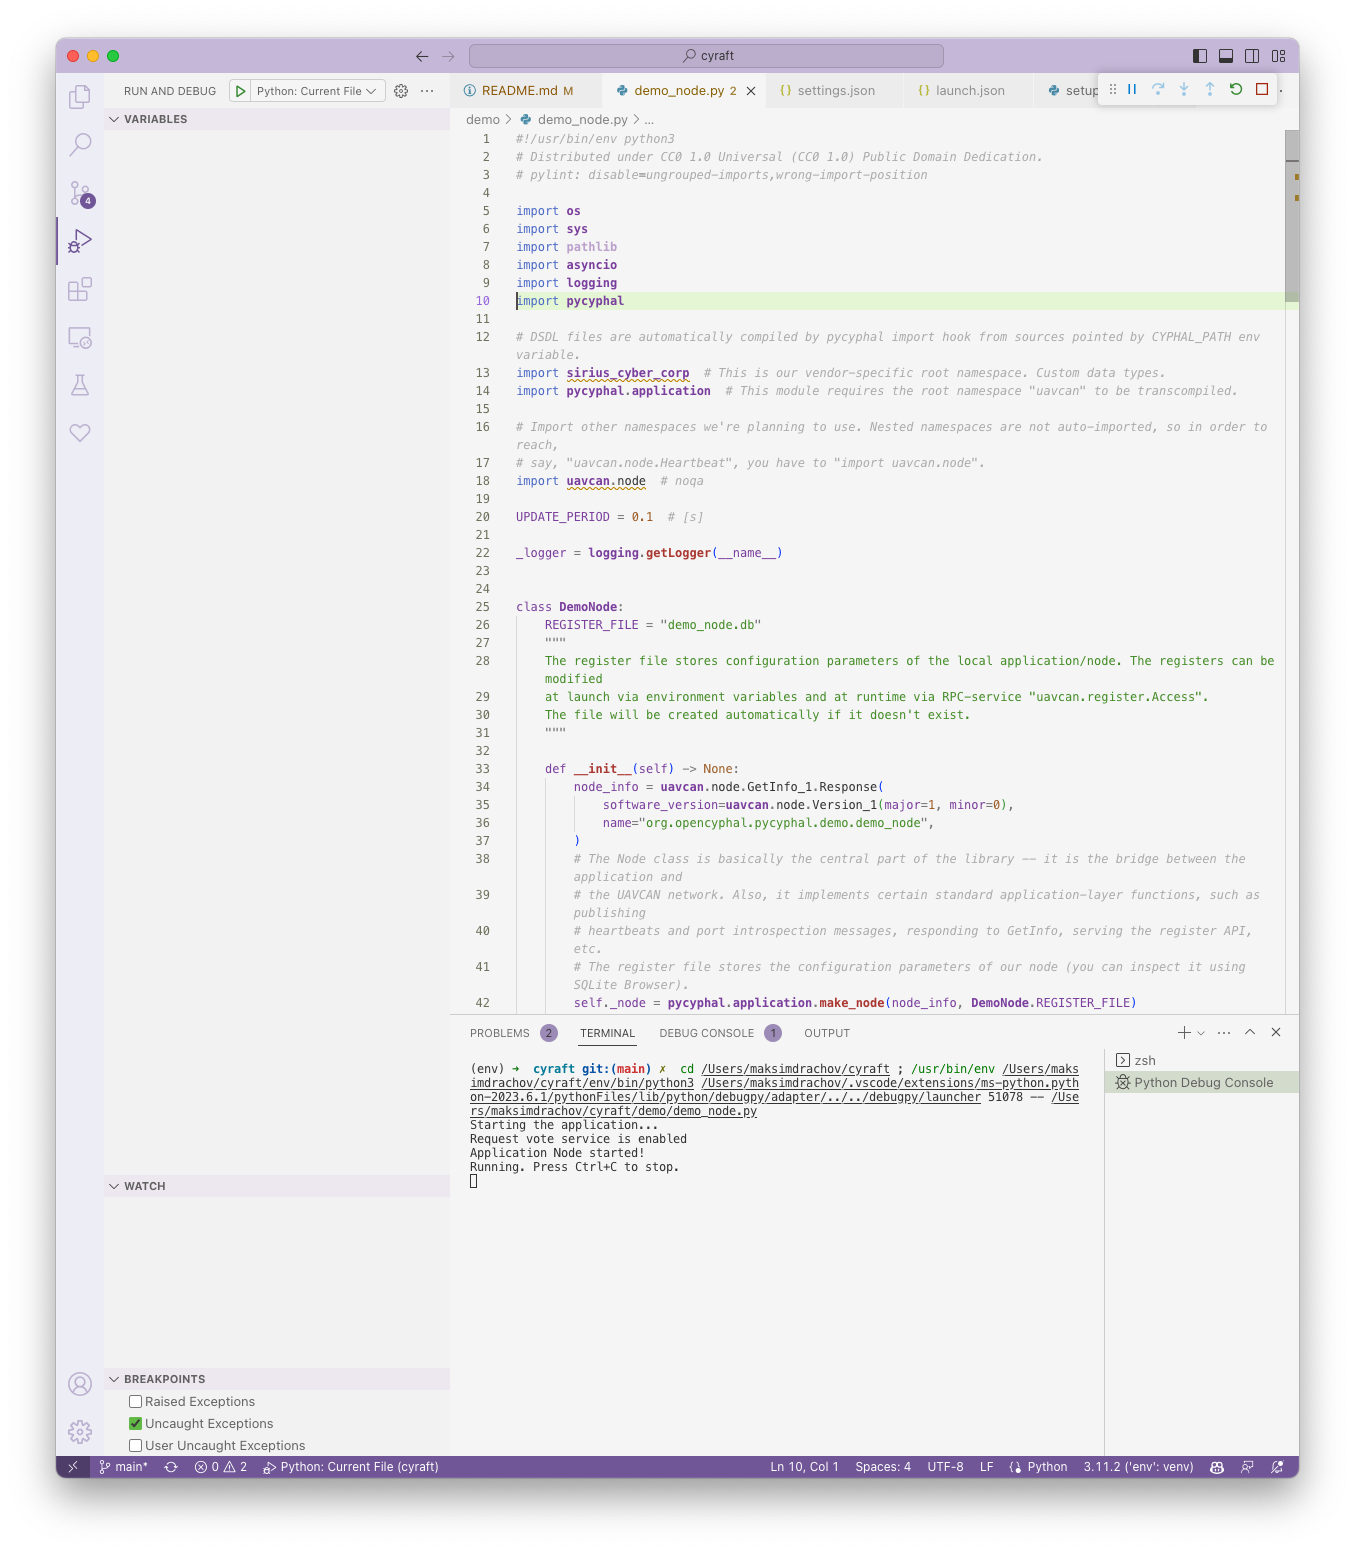 cyraft
RUN AND DEBUG
Python: Current File
README.md M
demo_node.py 2
settings.json
launch.json
setup
VARIABLES
demo > demo_node.py > ...
1 #!/usr/bin/env python3
2 # Distributed under CC0 1.0 Universal (CC0 1.0) Public Domain Dedication.
3 # pylint: disable=ungrouped-imports,wrong-import-position
4
5 import os
6 import sys
7 import pathlib
8 import asyncio
9 import logging
10 import pycyphal
11
12 # DSDL files are automatically compiled by pycyphal import hook from sources pointed by CYPHAL_PATH env
variable.
13 import sirius_cyber_corp # This is our vendor-specific root namespace. Custom data types.
14 import pycyphal.application # This module requires the root namespace "uavcan" to be transcompiled.
15
16 # Import other namespaces we're planning to use. Nested namespaces are not auto-imported, so in order to
reach,
17 # say, "uavcan.node.Heartbeat", you have to "import uavcan.node".
18 import uavcan.node # noqa
19
20 UPDATE_PERIOD = 0.1 # [s]
21
22 _logger = logging.getLogger(__name__)
23
24
25 class DemoNode:
26 REGISTER_FILE = "demo_node.db"
27 """
28 The register file stores configuration parameters of the local application/node. The registers can be
modified
29 at launch via environment variables and at runtime via RPC-service "uavcan.register.Access".
30 The file will be created automatically if it doesn't exist.
31 """
32
33 def __init__(self) -> None:
34 node_info = uavcan.node.GetInfo_1.Response(
35 software_version=uavcan.node.Version_1(major=1, minor=0),
36 name="org.opencyphal.pycyphal.demo.demo_node",
37 )
38 # The Node class is basically the central part of the library -- it is the bridge between the
application and
39 # the UAVCAN network. Also, it implements certain standard application-layer functions, such as
publishing
40 # heartbeats and port introspection messages, responding to GetInfo, serving the register API,
etc.
41 # The register file stores the configuration parameters of our node (you can inspect it using
SQLite Browser).
42 self._node = pycyphal.application.make_node(node_info, DemoNode.REGISTER_FILE)
4
PROBLEMS 2 TERMINAL DEBUG CONSOLE 1 OUTPUT
(env) ➜ cyraft git:(main) ✗ cd /Users/maksimdrachov/cyraft ; /usr/bin/env /Users/maks
imdrachov/cyraft/env/bin/python3 /Users/maksimdrachov/.vscode/extensions/ms-python.pyth
on-2023.6.1/pythonFiles/lib/python/debugpy/adapter/../../debugpy/launcher 51078 -- /Use
rs/maksimdrachov/cyraft/demo/demo_node.py
Starting the application...
Request vote service is enabled
Application Node started!
Running. Press Ctrl+C to stop.
zsh
Python Debug Console
WATCH
BREAKPOINTS
Raised Exceptions
Uncaught Exceptions
User Uncaught Exceptions
main* 0 2 Python: Current File (cyraft) Ln 10, Col 1 Spaces: 4 UTF-8 LF Python 3.11.2 ('env': venv)